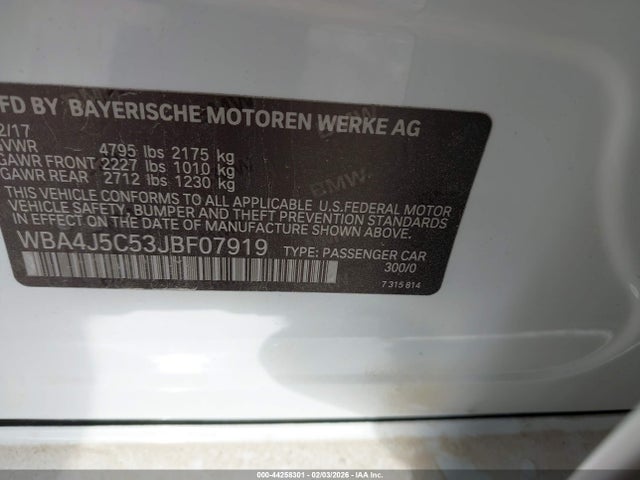 MFD BY BAYERISCHE MOTOREN WERKE AG
2/17
GVWR 4795 lbs 2175 kg
GAWR FRONT 2227 lbs 1010 kg
GAWR REAR 2712 lbs 1230 kg
THIS VEHICLE CONFORMS TO ALL APPLICABLE U.S.FEDERAL MOTOR
VEHICLE SAFETY, BUMPER, AND THEFT PREVENTION STANDARDS
IN EFFECT ON THE DATE OF MANUFACTURE SHOWN ABOVE.
WBA4J5C53JBF07919 TYPE: PASSENGER CAR
300/0
7 315 814
BMW
000-44258301 - 02/03/2026 - IAAI, Inc.